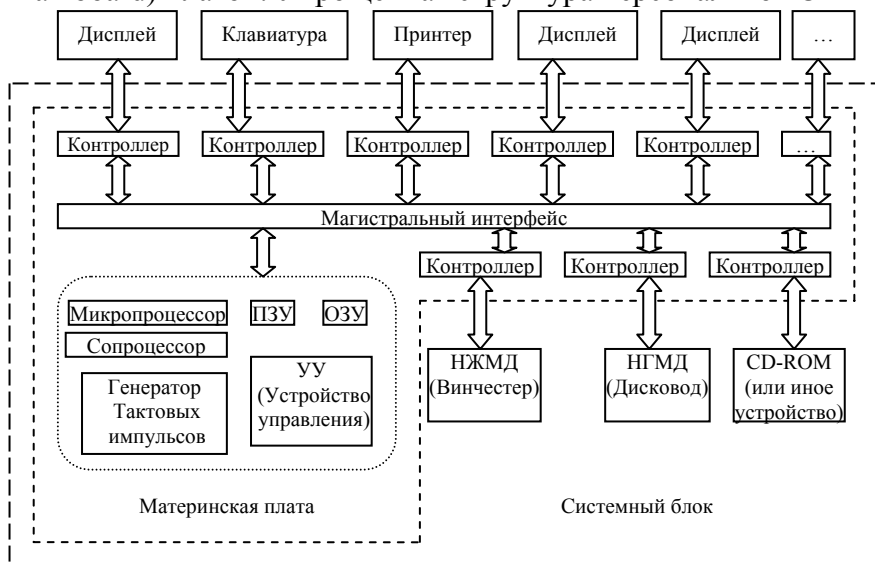 Дисплей Клавиатура Принтер Дисплей Дисплей …
Контроллер Контроллер Контроллер Контроллер Контроллер …
Магистральный интерфейс
Контроллер Контроллер Контроллер
Микропроцессор ПЗУ ОЗУ
Сопроцессор
Генератор
Тактовых
импульсов
УУ
(Устройство
управления)
НЖМД
(Винчестер)
НГМД
(Дисковод)
CD-ROM
(или иное
устройство)
Материнская плата Системный блок